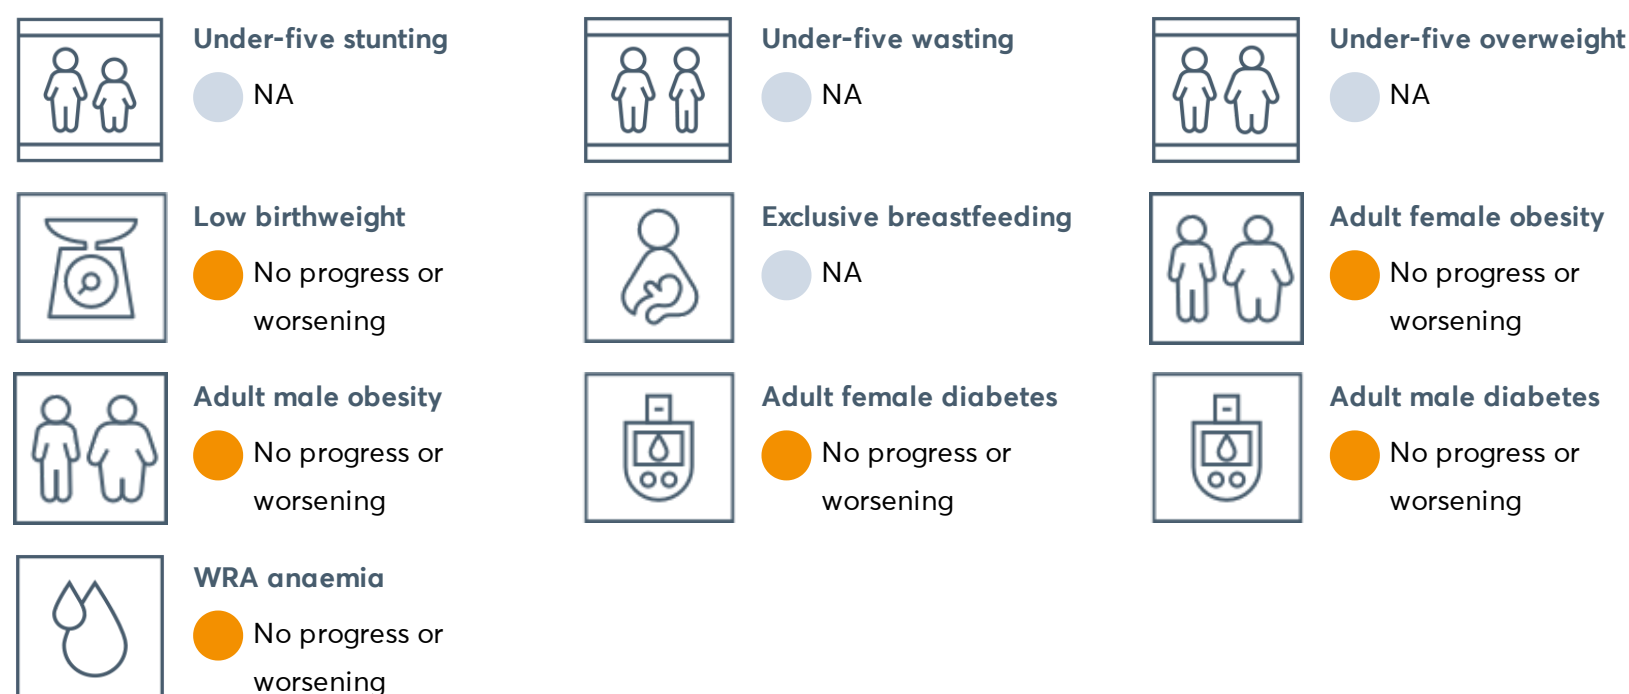 Under-five stunting
NA
Under-five wasting
NA
Under-five overweight
NA
Low birthweight
No progress or
worsening
Exclusive breastfeeding
NA
Adult female obesity
No progress or
worsening
Adult male obesity
No progress or
worsening
Adult female diabetes
No progress or
worsening
Adult male diabetes
No progress or
worsening
WRA anaemia
No progress or
worsening